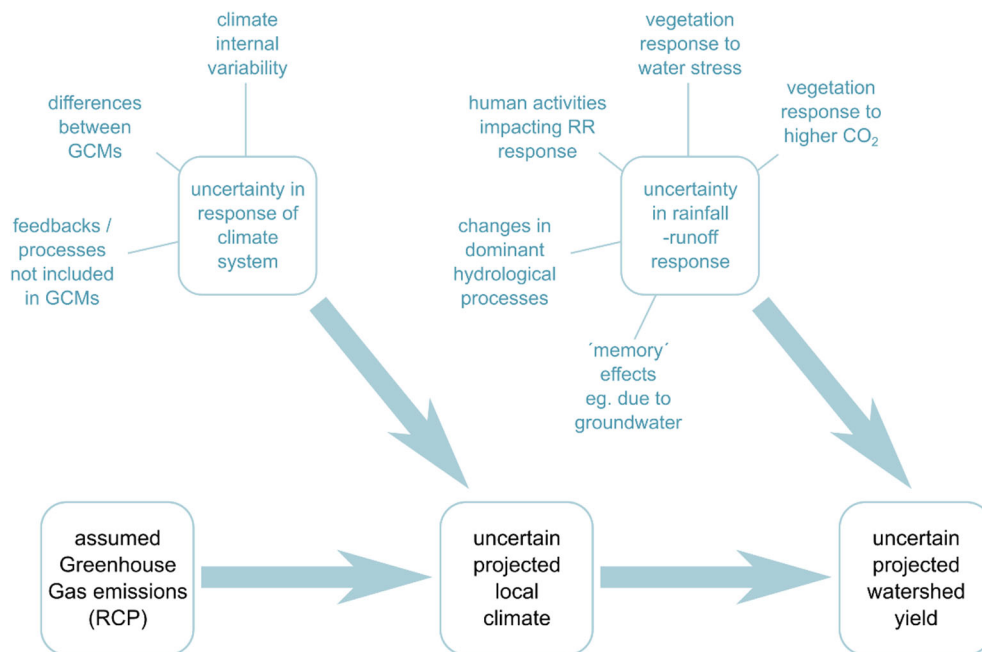 climate
internal
variability
differences
between
GCMs
feedbacks /
processes
not included
in GCMs
uncertainty in
response of
climate
system
vegetation
response to
water stress
human activities
impacting RR
response
vegetation
response to
higher CO₂
changes in
dominant
hydrological
processes
uncertainty
in rainfall
-runoff
response
´memory´
effects
eg. due to
groundwater
assumed
Greenhouse
Gas emissions
(RCP)
uncertain
projected
local
climate
uncertain
projected
watershed
yield